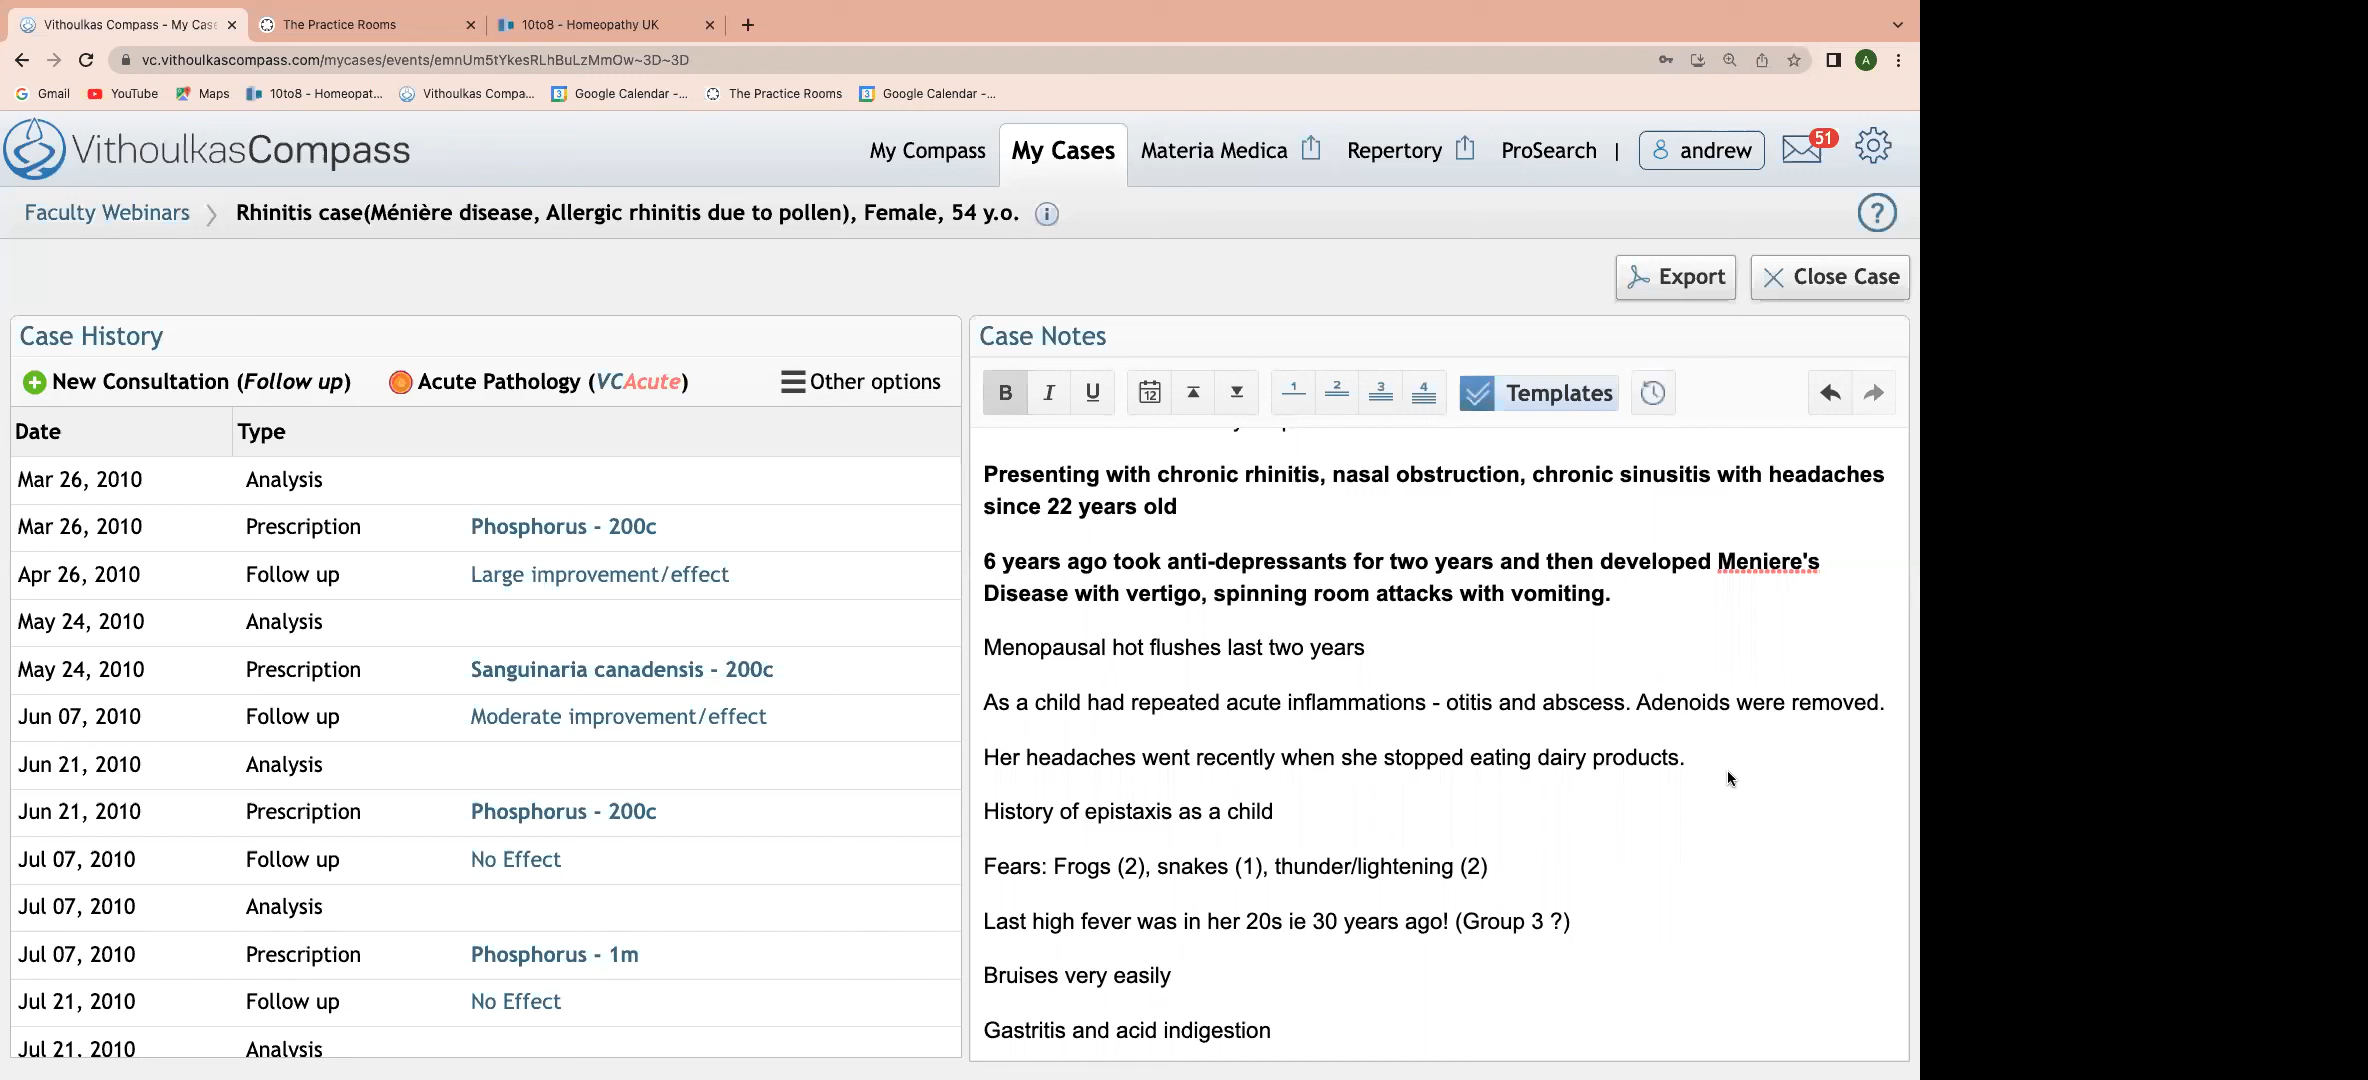 Vithoulkas Compass - My Case
The Practice Rooms
10to8 - Homeopathy UK
vc.vithoulkascompass.com/mycases/events/emnUm5tYkesRLhBuLzMmOw~3D~3D
A
Gmail
YouTube
Maps
10to8 - Homeopat...
Vithoulkas Compa...
Google Calendar -...
The Practice Rooms
Google Calendar -...
VithoulkasCompass
My Compass
My Cases
Materia Medica
Repertory
ProSearch
|
andrew
51
Faculty Webinars
Rhinitis case(Ménière disease, Allergic rhinitis due to pollen), Female, 54 y.o.
i
?
Export
Close Case
Case History
New Consultation (Follow up)
Acute Pathology (VCAcute)
Other options
Date Type
Mar 26, 2010 Analysis
Mar 26, 2010 Prescription Phosphorus - 200c
Apr 26, 2010 Follow up Large improvement/effect
May 24, 2010 Analysis
May 24, 2010 Prescription Sanguinaria canadensis - 200c
Jun 07, 2010 Follow up Moderate improvement/effect
Jun 21, 2010 Analysis
Jun 21, 2010 Prescription Phosphorus - 200c
Jul 07, 2010 Follow up No Effect
Jul 07, 2010 Analysis
Jul 07, 2010 Prescription Phosphorus - 1m
Jul 21, 2010 Follow up No Effect
Jul 21, 2010 Analysis
Case Notes
B I U 12 1 2 3 4 Templates
Presenting with chronic rhinitis, nasal obstruction, chronic sinusitis with headaches
since 22 years old
6 years ago took anti-depressants for two years and then developed Meniere's
Disease with vertigo, spinning room attacks with vomiting.
Menopausal hot flushes last two years
As a child had repeated acute inflammations - otitis and abscess. Adenoids were removed.
Her headaches went recently when she stopped eating dairy products.
History of epistaxis as a child
Fears: Frogs (2), snakes (1), thunder/lightening (2)
Last high fever was in her 20s ie 30 years ago! (Group 3 ?)
Bruises very easily
Gastritis and acid indigestion